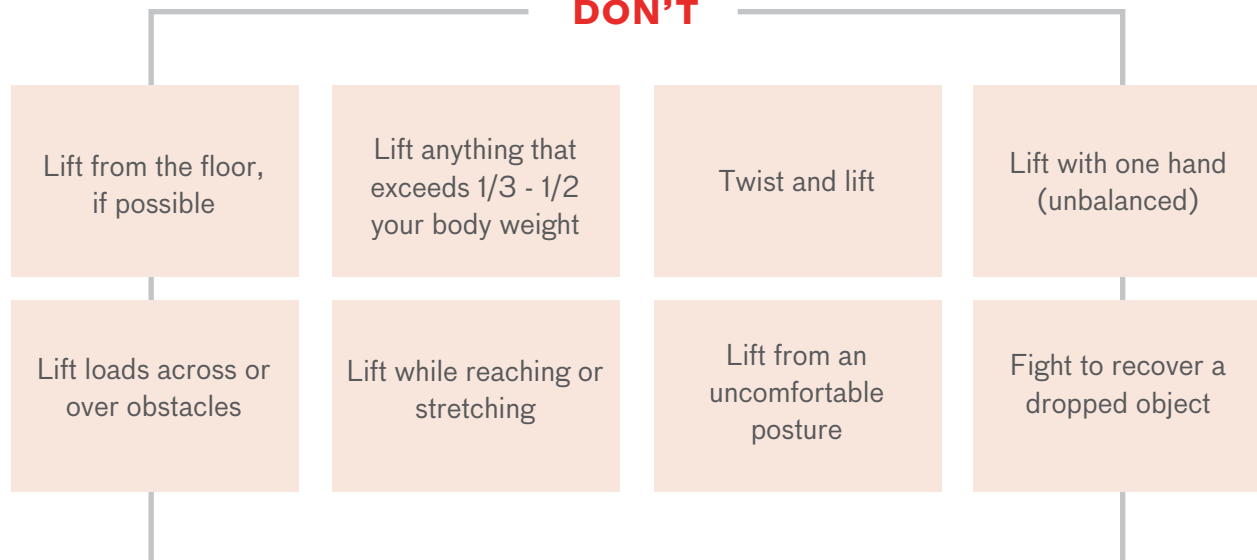 DON'T
Lift from the floor,
if possible
Lift anything that
exceeds 1/3 - 1/2
your body weight
Twist and lift
Lift with one hand
(unbalanced)
Lift loads across or
over obstacles
Lift while reaching or
stretching
Lift from an
uncomfortable
posture
Fight to recover a
dropped object